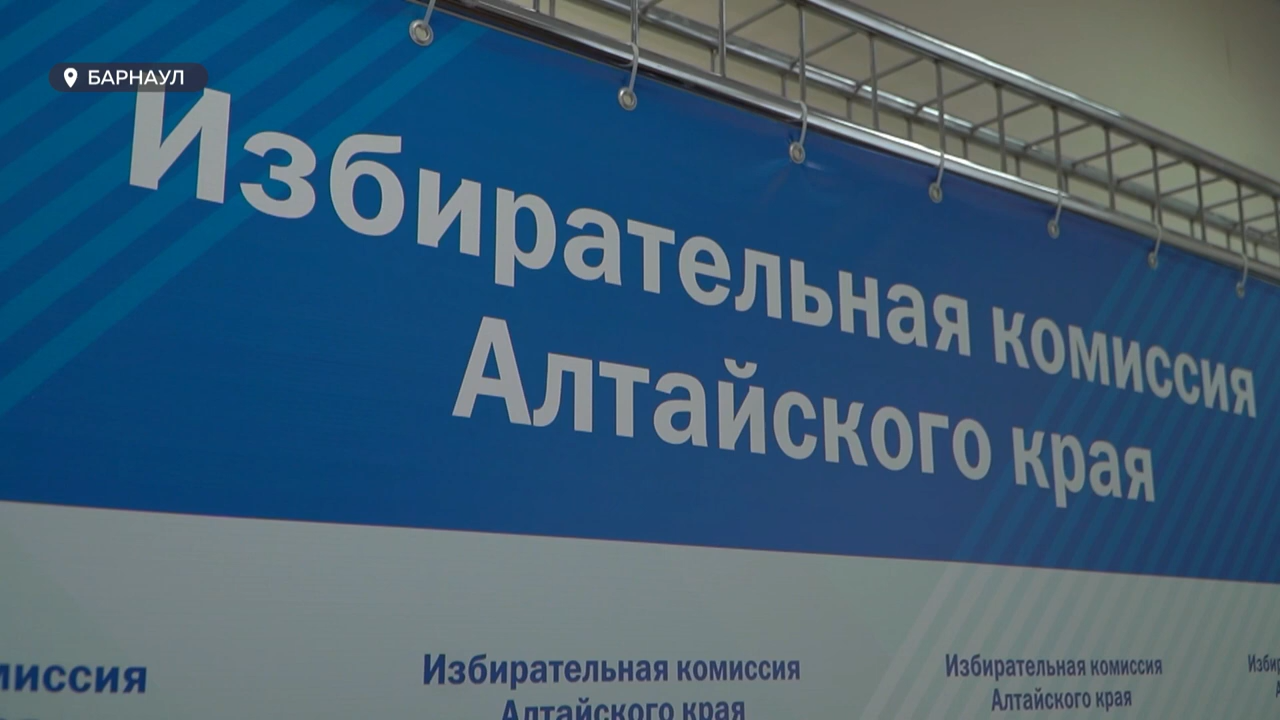 БАРНАУЛ
Избирательная комиссия
Алтайского края
миссия
Избирательная комиссия
Алтайского края
Избирательная комиссия
Алтайского края